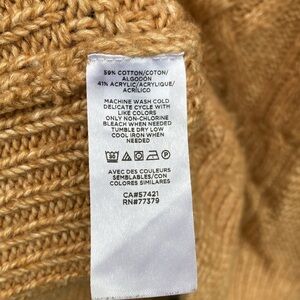 59% COTTON/COTON/
ALGODÓN
41% ACRYLIC/ACRYLIQUE/
ACRÍLICO
MACHINE WASH COLD
DELICATE CYCLE WITH
LIKE COLORS
ONLY NON-CHLORINE
BLEACH WHEN NEEDED
TUMBLE DRY LOW
COOL IRON WHEN
NEEDED
AVEC DES COULEURS
SEMBLABLES/CON
COLORES SIMILARES
CA#57421
RN#77379